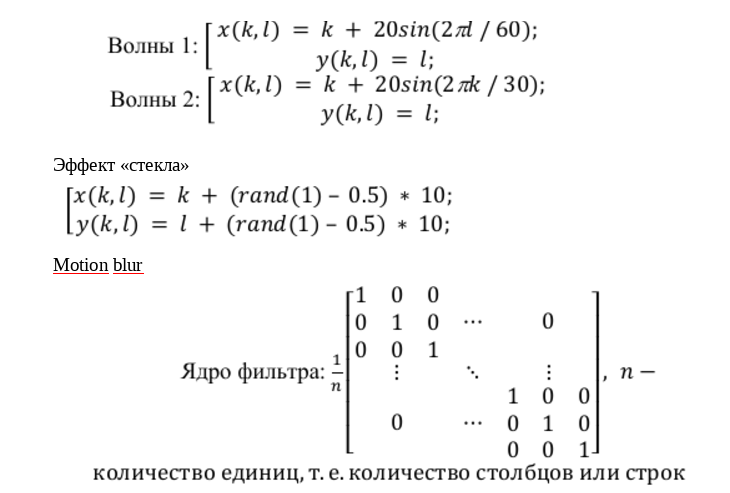 Волны 1: [x(k, l) = k + 20sin(2πl / 60);
y(k, l) = l;
Волны 2: [x(k, l) = k + 20sin(2πk / 30);
y(k, l) = l;
Эффект «стекла»
[x(k, l) = k + (rand(1) – 0.5) * 10;
y(k, l) = l + (rand(1) – 0.5) * 10;
Motion blur
1 0 0
0 1 0 ⋯ 0
0 0 1
Ядро фильтра: 1/n ⋮ ⋱ ⋮ , n −
1 0 0
0 ⋯ 0 1 0
0 0 1
количество единиц, т. е. количество столбцов или строк